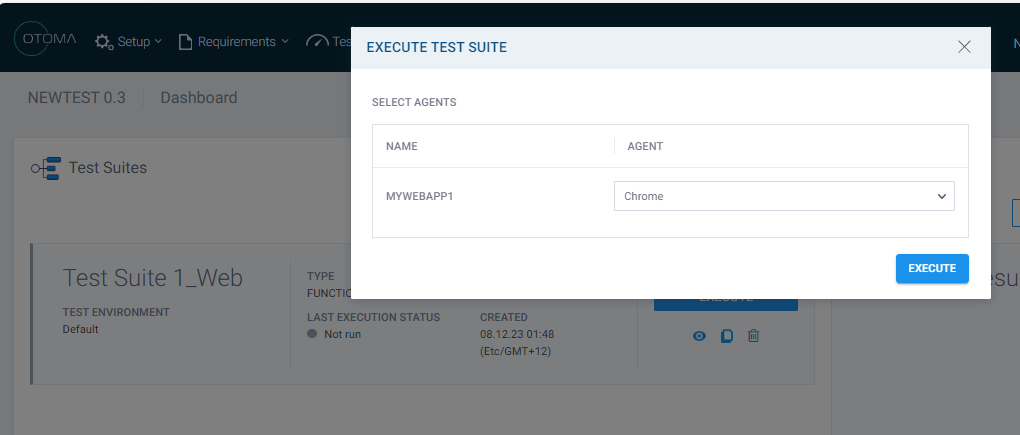 OTOMA
Setup
Requirements
EXECUTE TEST SUITE
NEWTEST 0.3
Dashboard
SELECT AGENTS
NAME
AGENT
MYWEBAPP1
Chrome
EXECUTE
Test Suites
Test Suite 1_Web
TEST ENVIRONMENT
Default
TYPE
LAST EXECUTION STATUS
Not run
CREATED
08.12.23 01:48
(Etc/GMT+12)